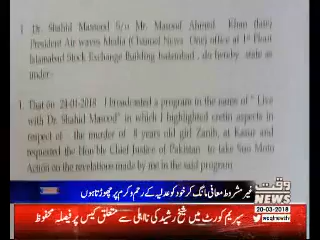 1 Dr. Shahid Masood S/o Mr. Masoud Ahmed Khan (late)
President Air waves Media (Channel News One) office at 1st Floor
Islamabad Stock Exchange Building Islamabad, do hereby state as
under:-
1. That on 24-01-2018 I broadcasted a program in the name of " Live
with Dr. Shahid Masood" in which I highlighted certin aspects in
respect of the murder of 8 years old girl Zanib, at Kasur and
requested the Hon'ble Chief Justice of Pakistan to take Suo Moto
Action on the revelations made by me in the said program
غیر مشروط معافی مانگ کر خود کو عدلیہ کے رحم و کرم پر چھوڑتا ہوں
وقت
20-03-2018
سپریم کورٹ میں شیخ رشید کی نااہلی سے متعلق کیس پر فیصلہ محفوظ